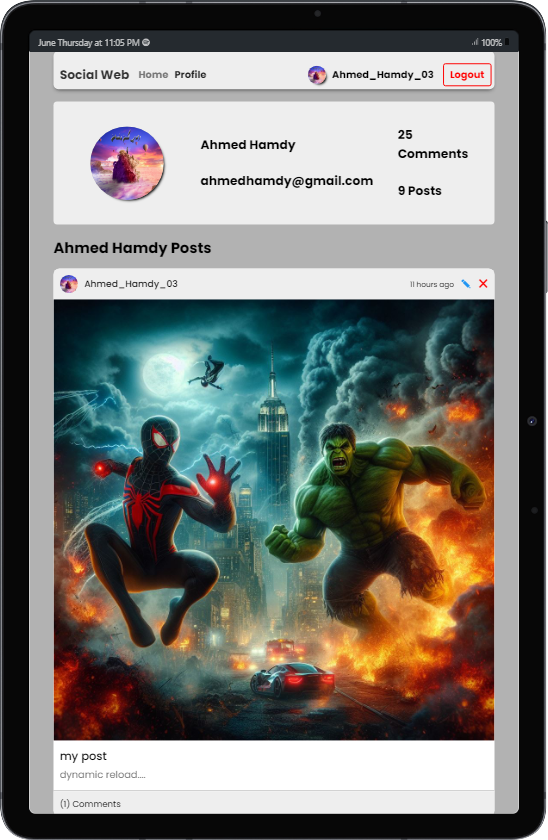 June Thursday at 11:05 PM
100%
Social Web Home Profile Ahmed_Hamdy_03 Logout
Ahmed Hamdy
ahmedhamdy@gmail.com
25
Comments
9 Posts
Ahmed Hamdy Posts
Ahmed_Hamdy_03 11 hours ago
my post
dynamic reload....
(1) Comments